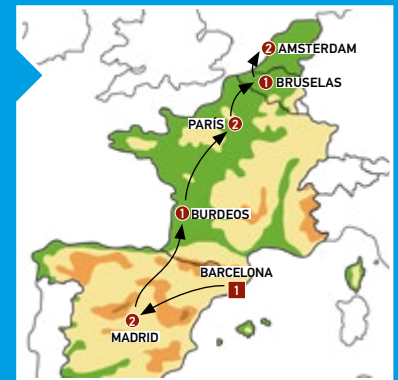 2 AMSTERDAM
1 BRUSELAS
PARÍS 2
1 BURDEOS
BARCELONA
1
2
MADRID